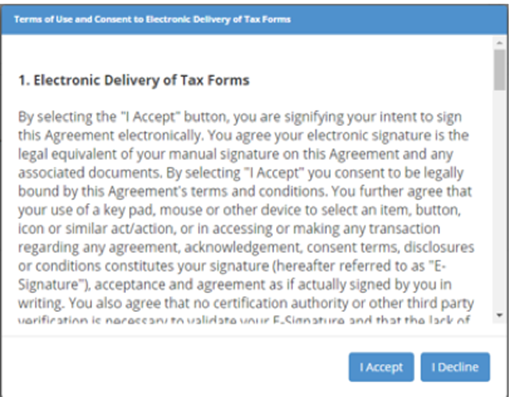 Terms of Use and Consent to Electronic Delivery of Tax Forms
1. Electronic Delivery of Tax Forms
By selecting the "I Accept" button, you are signifying your intent to sign
this Agreement electronically. You agree your electronic signature is the
legal equivalent of your manual signature on this Agreement and any
associated documents. By selecting "I Accept" you consent to be legally
bound by this Agreement's terms and conditions. You further agree that
your use of a key pad, mouse or other device to select an item, button,
icon or similar act/action, or in accessing or making any transaction
regarding any agreement, acknowledgement, consent terms, disclosures
or conditions constitutes your signature (hereafter referred to as "E-
Signature"), acceptance and agreement as if actually signed by you in
writing. You also agree that no certification authority or other third party
verification is necessary to validate your E-Signature and that the lack of
I Accept
I Decline